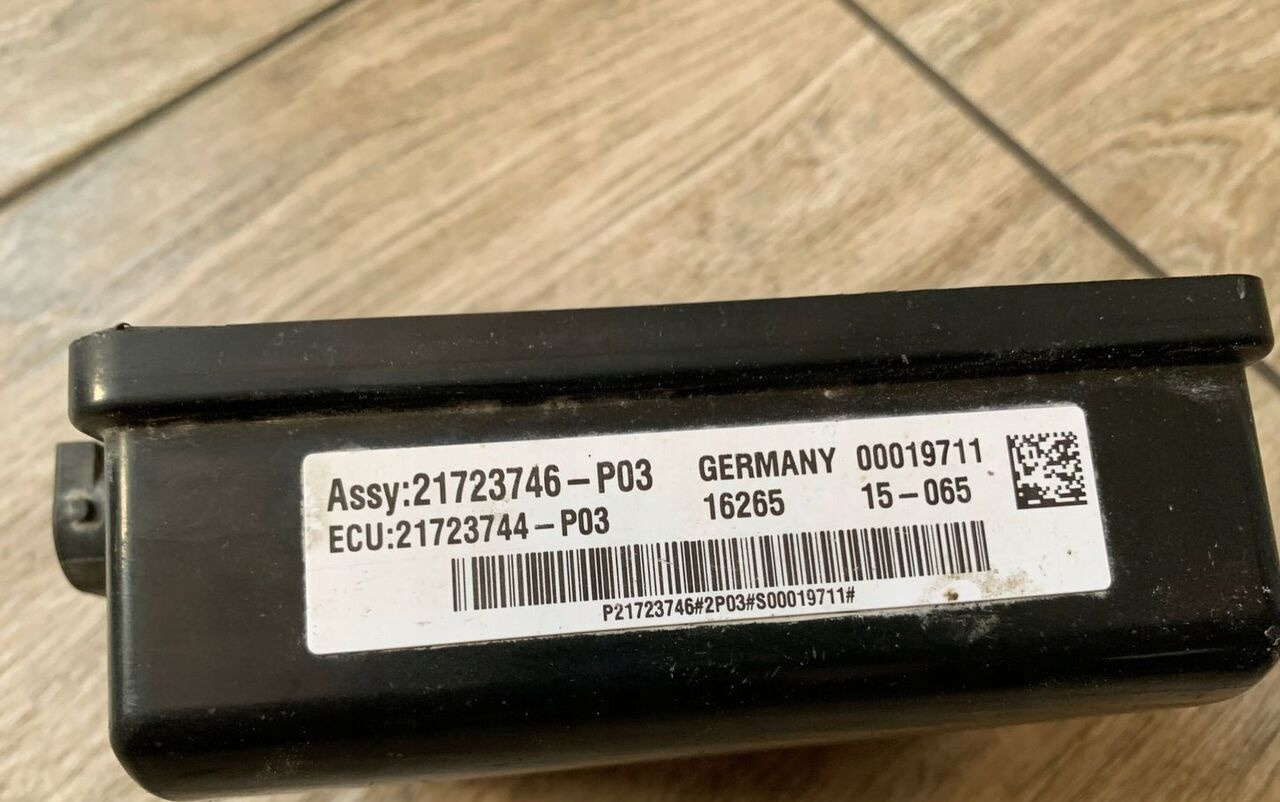 Assy:21723746-P03 GERMANY 00019711
ECU:21723744-P03 16265 15-065
P21723746#2P03#S00019711#